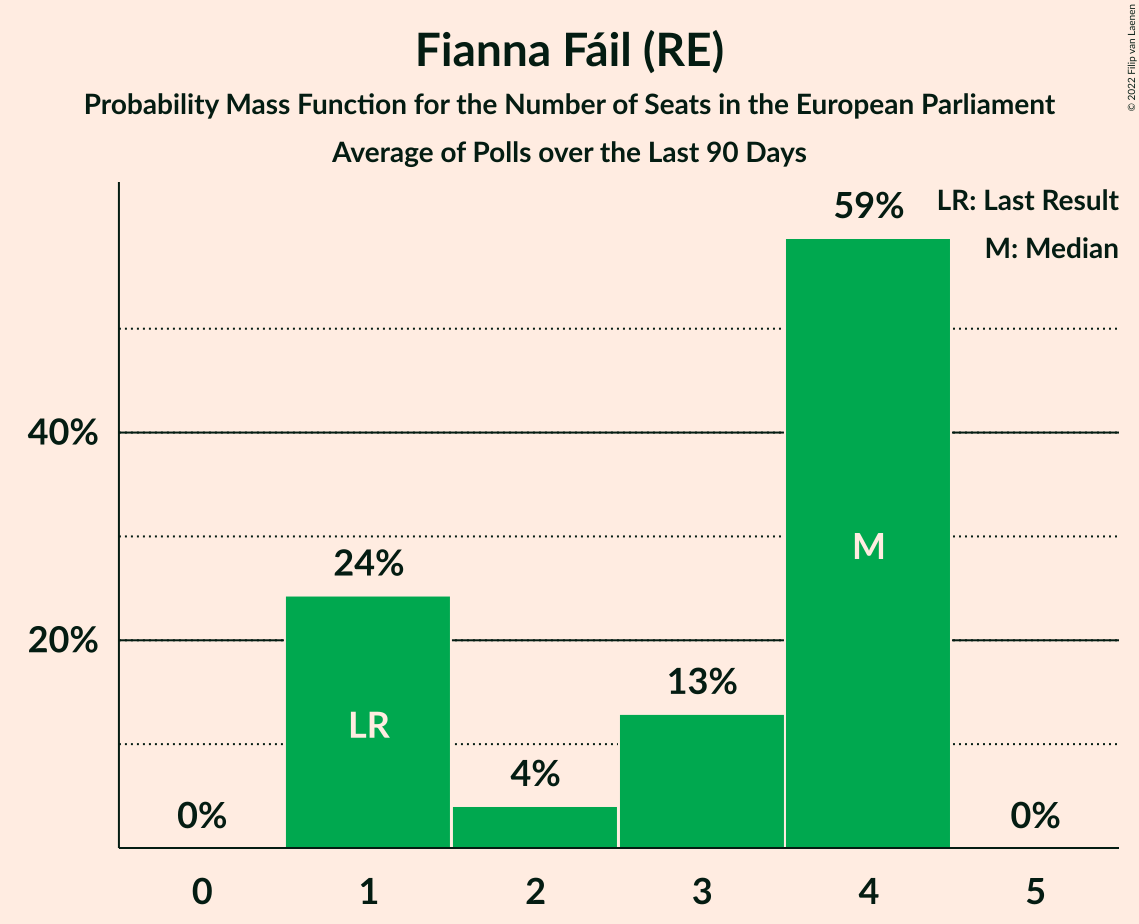 Fianna Fáil (RE)
Probability Mass Function for the Number of Seats in the European Parliament
Average of Polls over the Last 90 Days
© 2022 Filip van Laenen
LR: Last Result
M: Median
59%
40%
24%
20%
13%
4%
0%
0%
M
LR
0 1 2 3 4 5